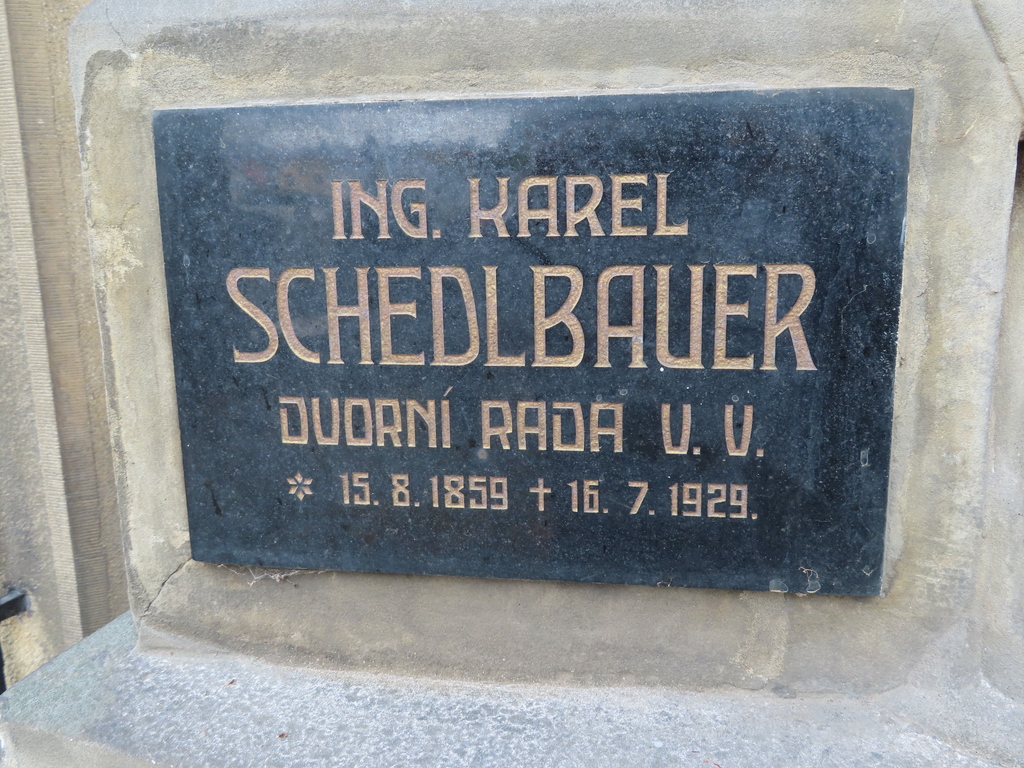 ING. KAREL
SCHEDLBAUER
DVORNÍ RADA V. V.
* 15. 8. 1859 † 16. 7. 1929.